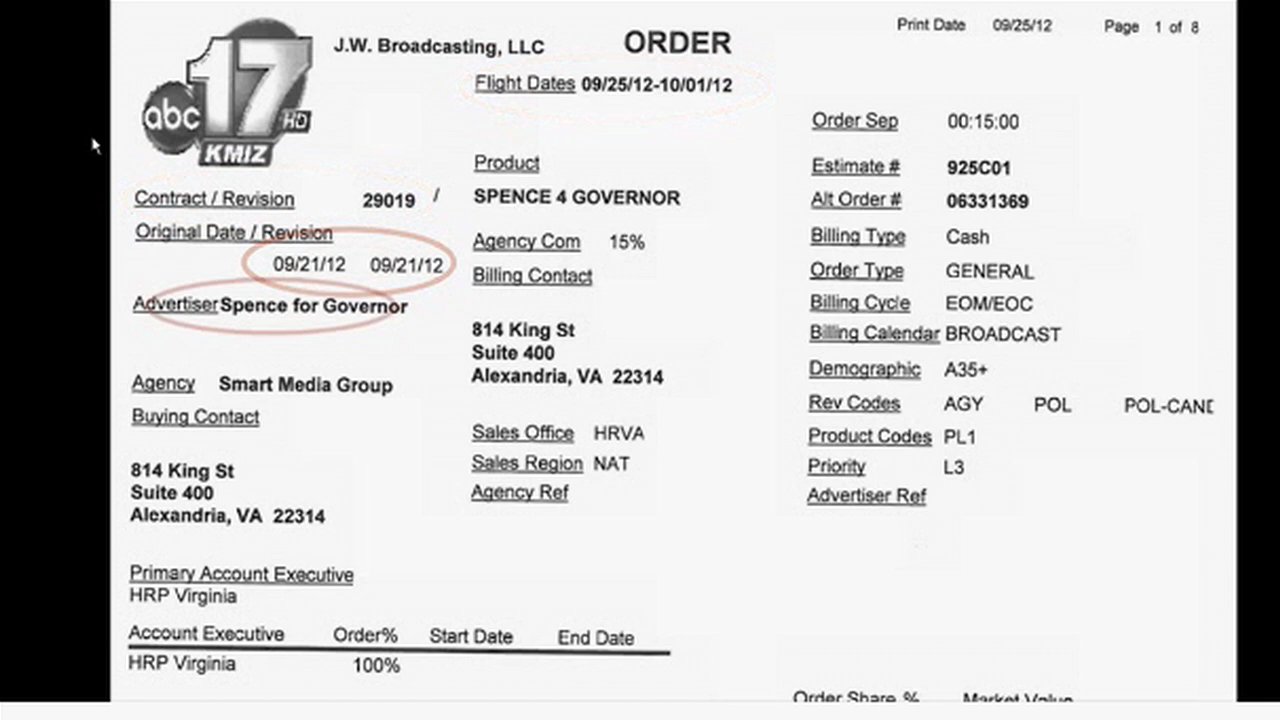 abc 17 HD KMIZ
J.W. Broadcasting, LLC
ORDER
Print Date 09/25/12 Page 1 of 8
Flight Dates 09/25/12-10/01/12
Contract / Revision 29019 /
Original Date / Revision
09/21/12 09/21/12
Advertiser Spence for Governor
Agency Smart Media Group
Buying Contact
814 King St
Suite 400
Alexandria, VA 22314
Primary Account Executive
HRP Virginia
Account Executive Order% Start Date End Date
HRP Virginia 100%
Product
SPENCE 4 GOVERNOR
Agency Com 15%
Billing Contact
814 King St
Suite 400
Alexandria, VA 22314
Sales Office HRVA
Sales Region NAT
Agency Ref
Order Sep 00:15:00
Estimate # 925C01
Alt Order # 06331369
Billing Type Cash
Order Type GENERAL
Billing Cycle EOM/EOC
Billing Calendar BROADCAST
Demographic A35+
Rev Codes AGY POL POL-CAND
Product Codes PL1
Priority L3
Advertiser Ref
Order Share % Market Value